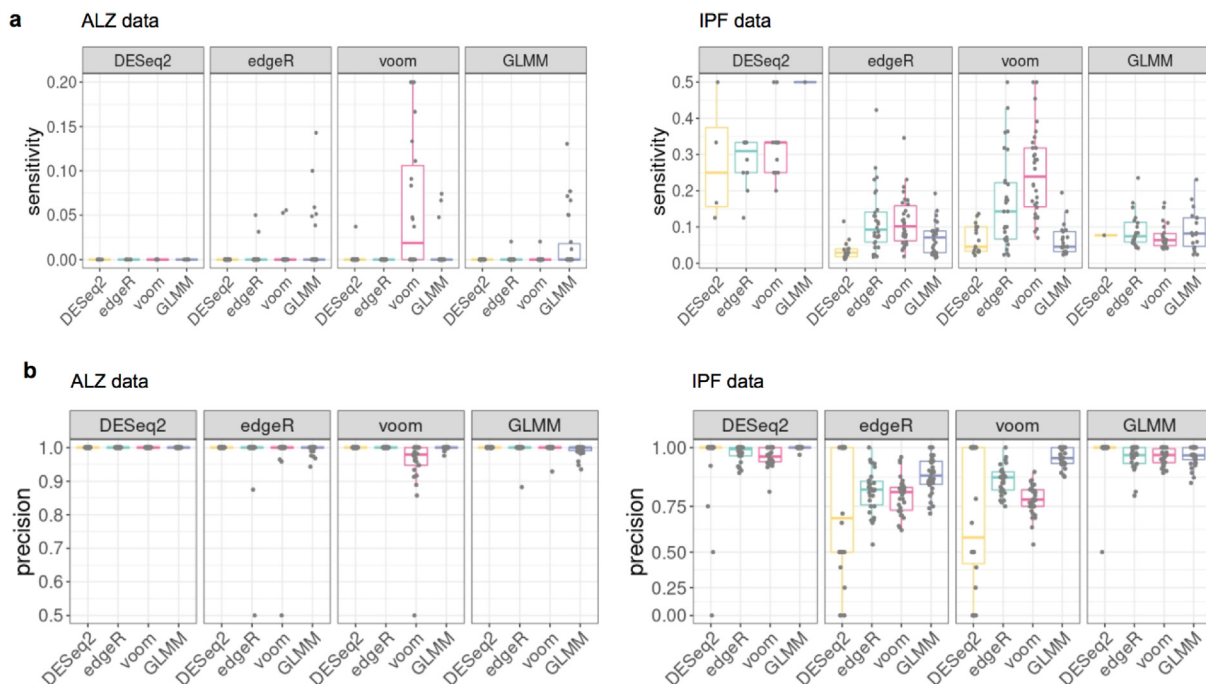 a
ALZ data
IPF data
DESeq2 edgeR voom GLMM
DESeq2 edgeR voom GLMM
sensitivity
0.20
0.15
0.10
0.05
0.00
DESeq2 edgeR voom GLMM DESeq2 edgeR voom GLMM DESeq2 edgeR voom GLMM DESeq2 edgeR voom GLMM
sensitivity
0.5
0.4
0.3
0.2
0.1
0.0
DESeq2 edgeR voom GLMM DESeq2 edgeR voom GLMM DESeq2 edgeR voom GLMM DESeq2 edgeR voom GLMM
b
ALZ data
IPF data
DESeq2 edgeR voom GLMM
DESeq2 edgeR voom GLMM
precision
1.0
0.9
0.8
0.7
0.6
0.5
DESeq2 edgeR voom GLMM DESeq2 edgeR voom GLMM DESeq2 edgeR voom GLMM DESeq2 edgeR voom GLMM
precision
1.00
0.75
0.50
0.25
0.00
DESeq2 edgeR voom GLMM DESeq2 edgeR voom GLMM DESeq2 edgeR voom GLMM DESeq2 edgeR voom GLMM